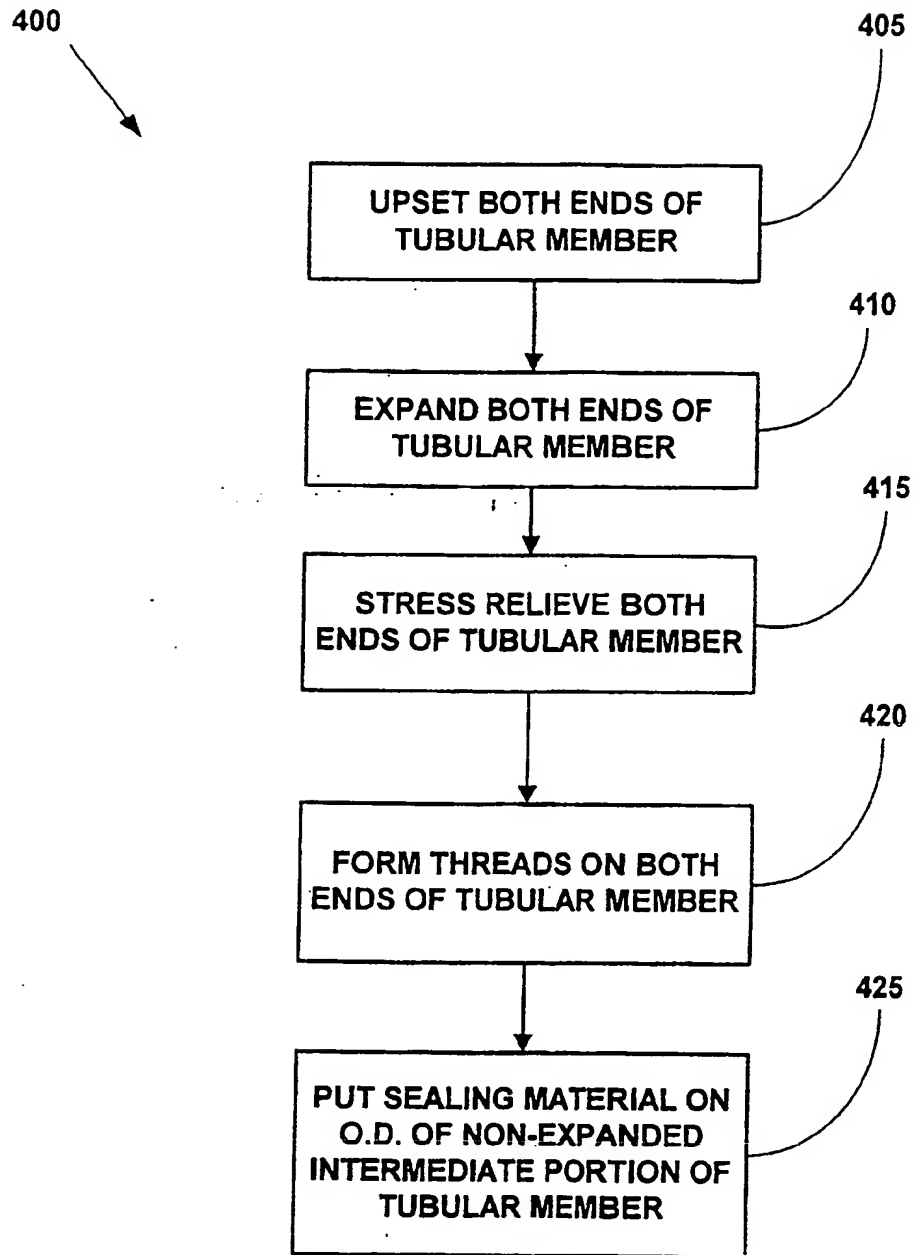 400
405
UPSET BOTH ENDS OF
TUBULAR MEMBER
410
EXPAND BOTH ENDS OF
TUBULAR MEMBER
415
STRESS RELIEVE BOTH
ENDS OF TUBULAR MEMBER
420
FORM THREADS ON BOTH
ENDS OF TUBULAR MEMBER
425
PUT SEALING MATERIAL ON
O.D. OF NON-EXPANDED
INTERMEDIATE PORTION OF
TUBULAR MEMBER